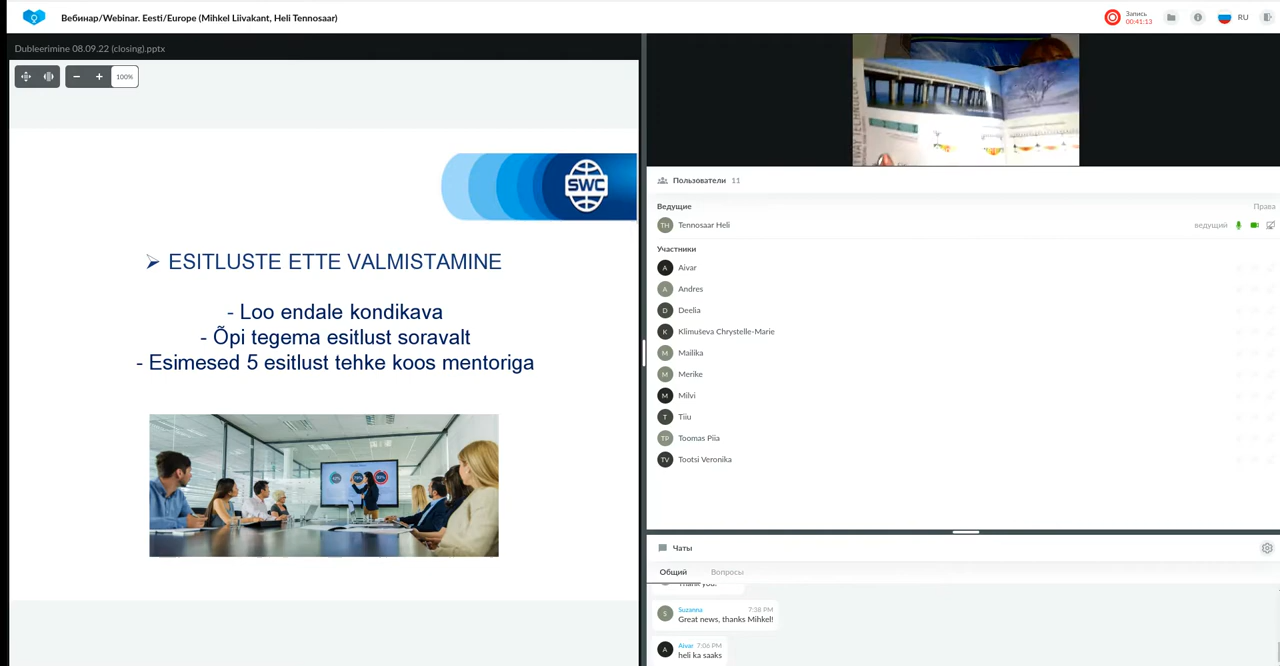 Вебинар/Webinar. Eesti/Europe (Mihkel Liivakant, Heli Tennosaar)
Запись
00:41:13
RU
Dubleerimine 08.09.22 (closing).pptx
100%
SWC
ESITLUSTE ETTE VALMISTAMINE
- Loo endale kondikava
- Õpi tegema esitlust soravalt
- Esimesed 5 esitlust tehke koos mentoriga
Пользователи 11
Ведущие Права
TH Tennosaar Heli ведущий
Участники
A Aivar
A Andres
D Deelia
K Klimuševa Chrystelle-Marie
M Mailika
M Merike
M Milvi
T Tiiu
TP Toomas Piia
TV Tootsi Veronika
Чаты
Общий Вопросы
Thank you!
S Suzanna 7:38 PM
Great news, thanks Mihkel!
A Aivar 7:06 PM
heli ka saaks